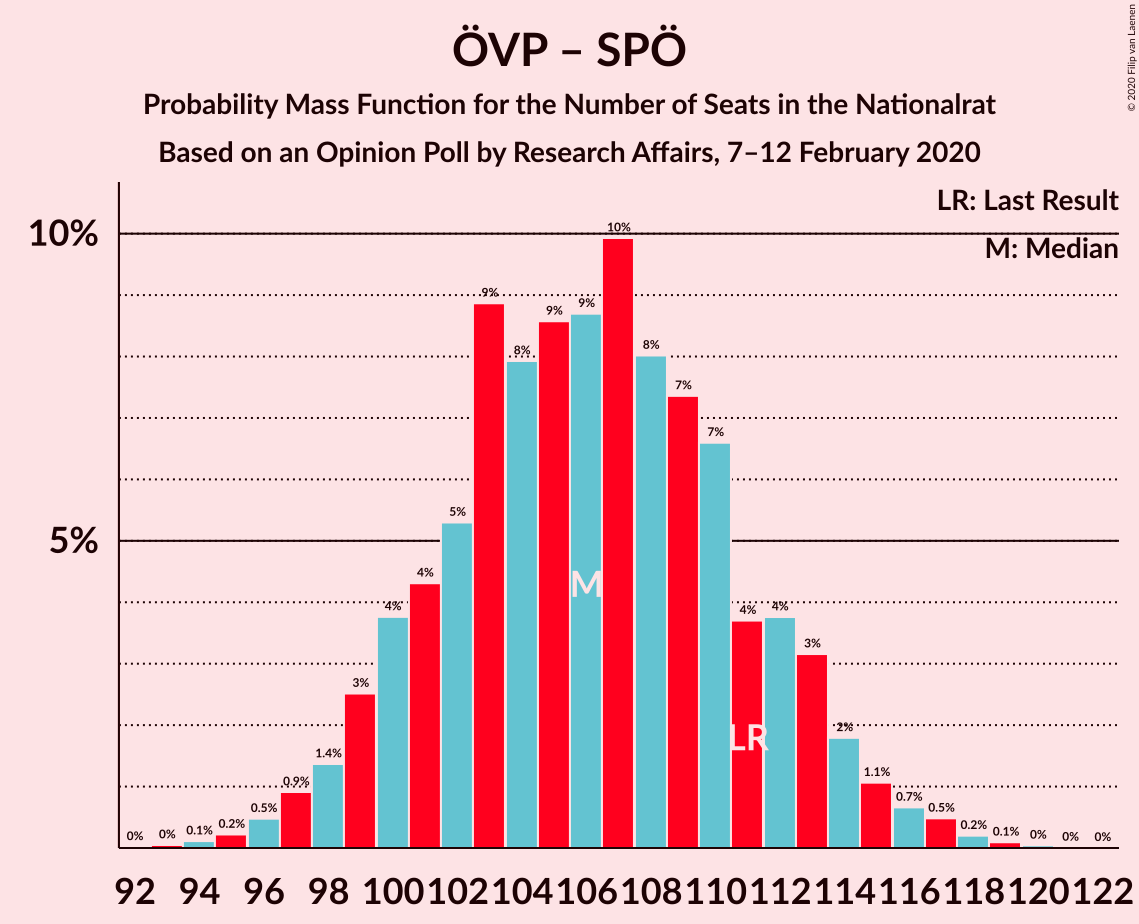 ÖVP – SPÖ
Probability Mass Function for the Number of Seats in the Nationalrat
Based on an Opinion Poll by Research Affairs, 7–12 February 2020
© 2020 Filip van Laenen
LR: Last Result
M: Median
10%
5%
0% 0% 0.1% 0.2% 0.5% 0.9% 1.4% 3% 4% 4% 5% 9% 8% 9% 9% 10% 8% 7% 7% 4% 4% 3% 2% 1.1% 0.7% 0.5% 0.2% 0.1% 0% 0% 0%
M
LR
92 94 96 98 100 102 104 106 108 110 112 114 116 118 120 122